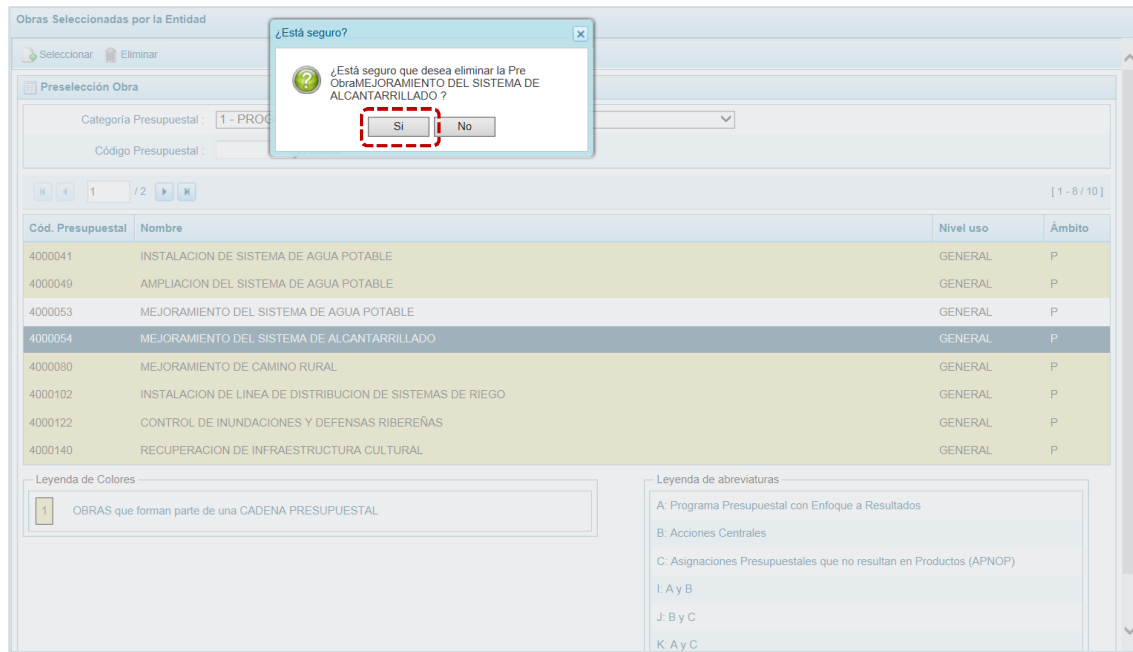 Obras Seleccionadas por la Entidad
¿Está seguro?
Seleccionar Eliminar
¿Está seguro que desea eliminar la Pre
ObraMEJORAMIENTO DEL SISTEMA DE
ALCANTARRILLADO ?
Si No
Preselección Obra
Categoría Presupuestal : 1 - PROG
Código Presupuestal :
1 / 2 [ 1 - 8 / 10 ]
Cód. Presupuestal Nombre Nivel uso Ámbito
4000041 INSTALACION DE SISTEMA DE AGUA POTABLE GENERAL P
4000049 AMPLIACION DEL SISTEMA DE AGUA POTABLE GENERAL P
4000053 MEJORAMIENTO DEL SISTEMA DE AGUA POTABLE GENERAL P
4000054 MEJORAMIENTO DEL SISTEMA DE ALCANTARRILLADO GENERAL P
4000080 MEJORAMIENTO DE CAMINO RURAL GENERAL P
4000102 INSTALACION DE LINEA DE DISTRIBUCION DE SISTEMAS DE RIEGO GENERAL P
4000122 CONTROL DE INUNDACIONES Y DEFENSAS RIBEREÑAS GENERAL P
4000140 RECUPERACION DE INFRAESTRUCTURA CULTURAL GENERAL P
Leyenda de Colores
1 OBRAS que forman parte de una CADENA PRESUPUESTAL
Leyenda de abreviaturas
A: Programa Presupuestal con Enfoque a Resultados
B: Acciones Centrales
C: Asignaciones Presupuestales que no resultan en Productos (APNOP)
I: A y B
J: B y C
K: A y C